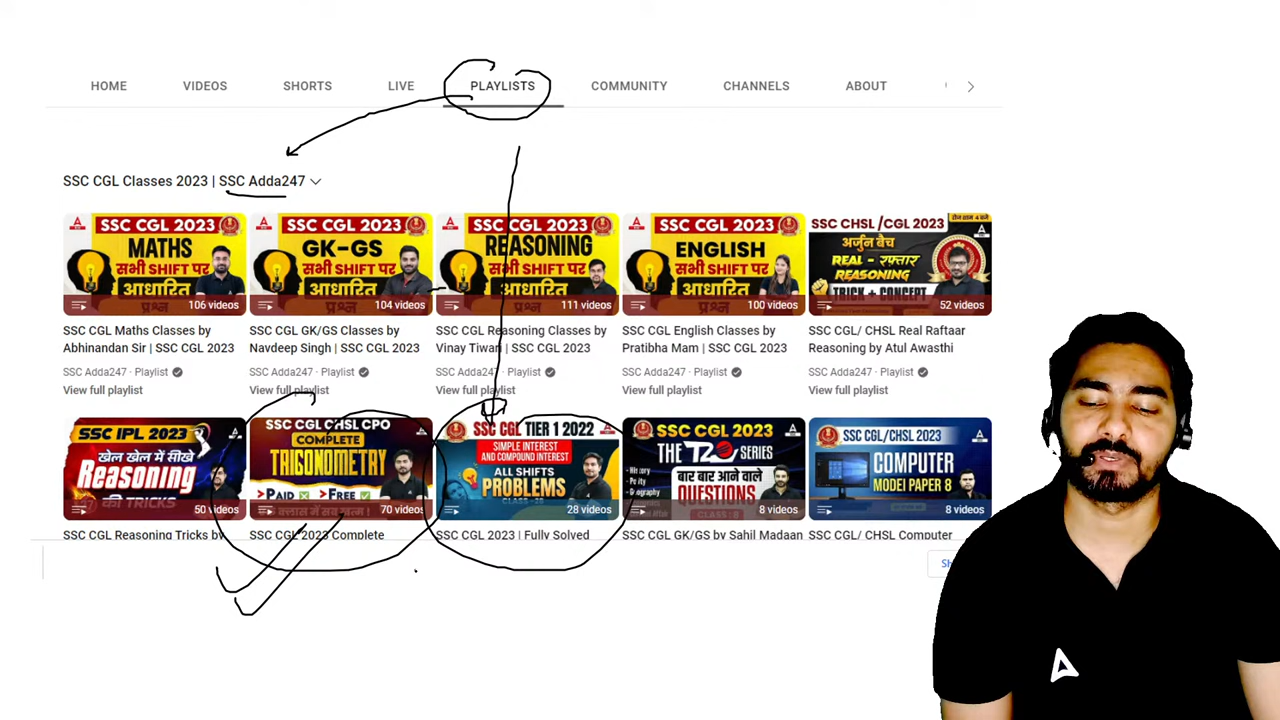 HOME VIDEOS SHORTS LIVE PLAYLISTS COMMUNITY CHANNELS ABOUT
SSC CGL Classes 2023 | SSC Adda247
SSC CGL 2023
MATHS
सभी SHIFT पर
आधारित
प्रश्न
106 videos
SSC CGL 2023
GK-GS
सभी SHIFT पर
आधारित
प्रश्न
104 videos
SSC CGL 2023
REASONING
सभी SHIFT पर
आधारित
प्रश्न
111 videos
SSC CGL 2023
ENGLISH
सभी SHIFT पर
आधारित
प्रश्न
100 videos
SSC CHSL /CGL 2023
अर्जुन बैच
REAL - रफ़्तार
REASONING
TRICK + CONCEPT
52 videos
SSC CGL Maths Classes by
Abhinandan Sir | SSC CGL 2023
SSC Adda247 · Playlist
View full playlist
SSC CGL GK/GS Classes by
Navdeep Singh | SSC CGL 2023
SSC Adda247 · Playlist
View full playlist
SSC CGL Reasoning Classes by
Vinay Tiwari | SSC CGL 2023
SSC Adda247 · Playlist
View full playlist
SSC CGL English Classes by
Pratibha Mam | SSC CGL 2023
SSC Adda247 · Playlist
View full playlist
SSC CGL/ CHSL Real Raftaar
Reasoning by Atul Awasthi
SSC Adda247 · Playlist
View full playlist
SSC IPL 2023
खेल खेल में सीखे
Reasoning
की TRICKS
50 videos
SSC CGL CHSL CPO
COMPLETE
TRIGONOMETRY
>PAID >FREE
70 videos
SSC CGL TIER 1 2022
SIMPLE INTEREST
AND COMPOUND INTEREST
ALL SHIFTS
PROBLEMS
28 videos
SSC CGL 2023
THE T20 SERIES
बार बार आने वाले
QUESTIONS
CLASS : 8
8 videos
SSC CGL/CHSL 2023
COMPUTER
MODEl PAPER 8
8 videos
SSC CGL Reasoning Tricks by
SSC CGL 2023 Complete
SSC CGL 2023 | Fully Solved
SSC CGL GK/GS by Sahil Madaan
SSC CGL/ CHSL Computer